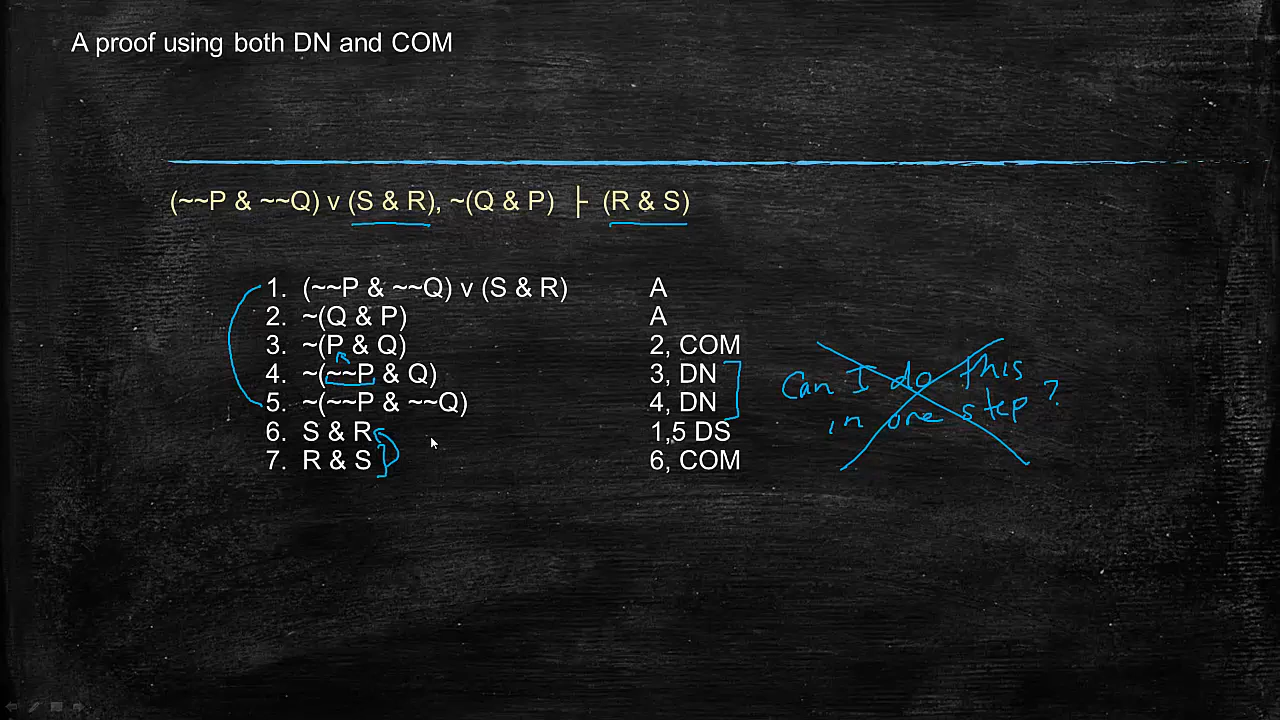 A proof using both DN and COM
(~~P & ~~Q) v (S & R), ~(Q & P) ├ (R & S)
1. (~~P & ~~Q) v (S & R) A
2. ~(Q & P) A
3. ~(P & Q) 2, COM
4. ~(~~P & Q) 3, DN
5. ~(~~P & ~~Q) 4, DN
6. S & R 1,5 DS
7. R & S 6, COM
Can I do this
in one step?